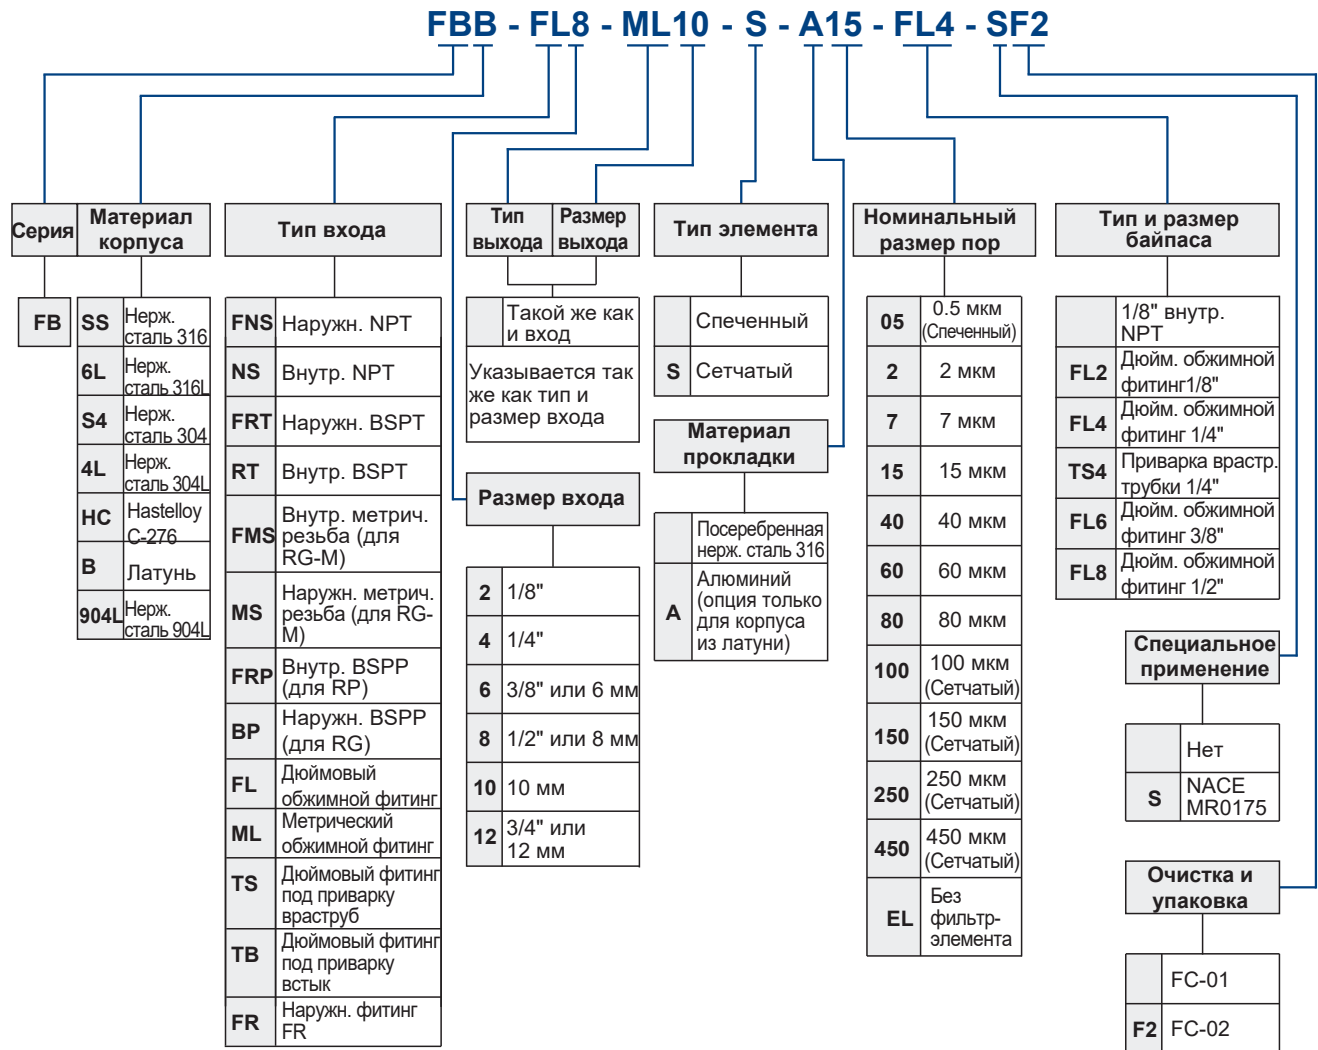 FBB - FL8 - ML10 - S - A15 - FL4 - SF2
Серия
Материал
корпуса
FB
SS Нерж.
сталь 316
6L Нерж.
сталь 316L
S4 Нерж.
сталь 304
4L Нерж.
сталь 304L
HC Hastelloy
C-276
B Латунь
904L Нерж.
сталь 904L
Тип входа
FNS Наружн. NPT
NS Внутр. NPT
FRT Наружн. BSPT
RT Внутр. BSPT
FMS Внутр. метрич.
резьба (для
RG-M)
MS Наружн. метрич.
резьба (для RG-
M)
FRP Внутр. BSPP
(для RP)
BP Наружн. BSPP
(для RG)
FL Дюймовый
обжимной фитинг
ML Метрический
обжимной фитинг
TS Дюймовый фитинг
под приварку
враструб
TB Дюймовый фитинг
под приварку
встык
FR Наружн. фитинг
FR
Тип
выхода
Размер
выхода
Такой же как
и вход
Указывается так
же как тип и
размер входа
Размер входа
2 1/8"
4 1/4"
6 3/8" или 6 мм
8 1/2" или 8 мм
10 10 мм
12 3/4" или
12 мм
Тип элемента
Спеченный
S Сетчатый
Материал
прокладки
Посеребренная
нерж. сталь 316
A Алюминий
(опция только
для корпуса
из латуни)
Номинальный
размер пор
05 0.5 мкм
(Спеченный)
2 2 мкм
7 7 мкм
15 15 мкм
40 40 мкм
60 60 мкм
80 80 мкм
100 100 мкм
(Сетчатый)
150 150 мкм
(Сетчатый)
250 250 мкм
(Сетчатый)
450 450 мкм
(Сетчатый)
EL Без
фильтр-
элемента
Тип и размер
байпаса
1/8" внутр.
NPT
FL2 Дюйм. обжимной
фитинг1/8"
FL4 Дюйм. обжимной
фитинг 1/4"
TS4 Приварка врастр.
трубки 1/4"
FL6 Дюйм. обжимной
фитинг 3/8"
FL8 Дюйм. обжимной
фитинг 1/2"
Специальное
применение
Нет
S NACE
MR0175
Очистка и
упаковка
FC-01
F2 FC-02